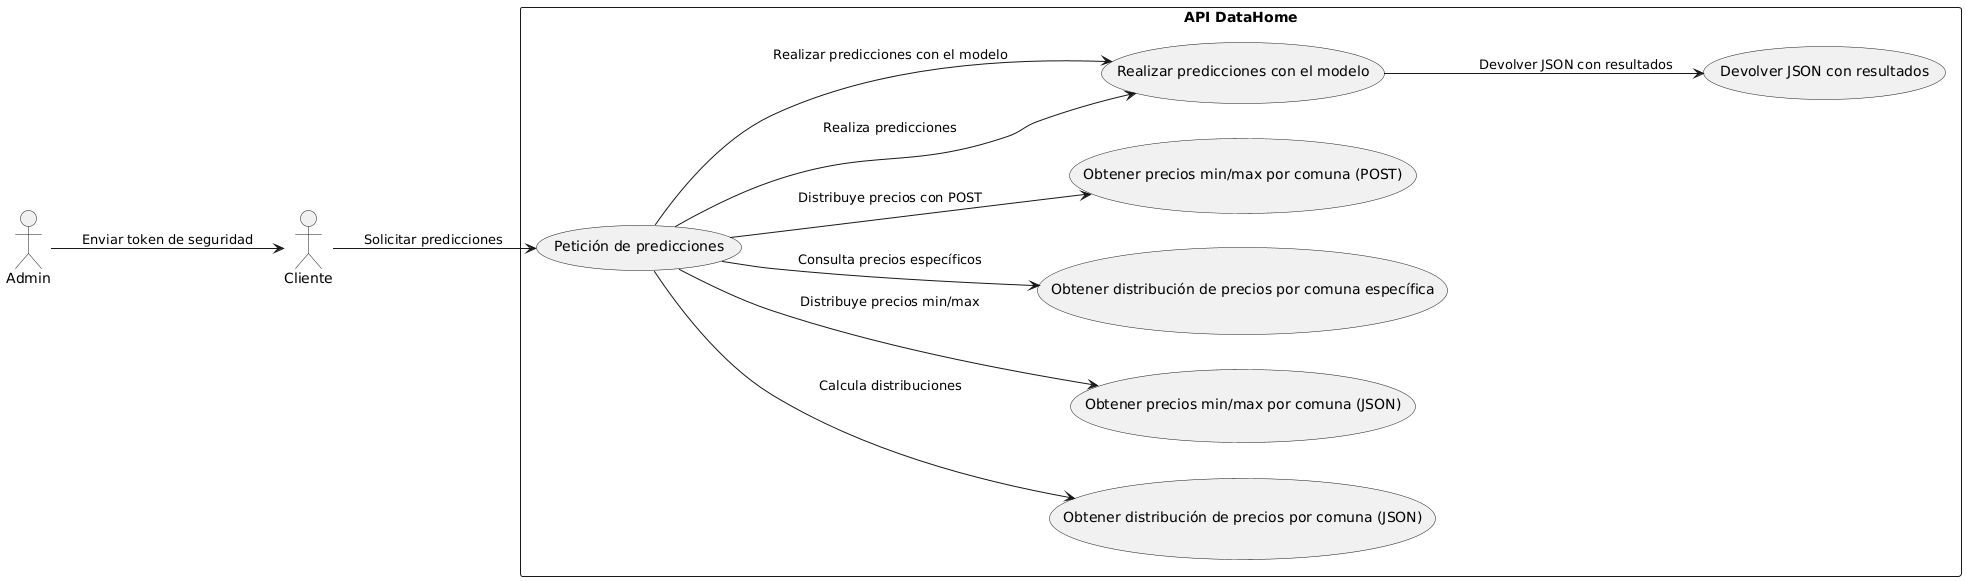 API DataHome
Realizar predicciones con el modelo
Realizar predicciones con el modelo
Devolver JSON con resultados
Devolver JSON con resultados
Realiza predicciones
Obtener precios min/max por comuna (POST)
Distribuye precios con POST
Enviar token de seguridad
Solicitar predicciones
Petición de predicciones
Admin
Cliente
Consulta precios específicos
Obtener distribución de precios por comuna específica
Distribuye precios min/max
Calcula distribuciones
Obtener precios min/max por comuna (JSON)
Obtener distribución de precios por comuna (JSON)